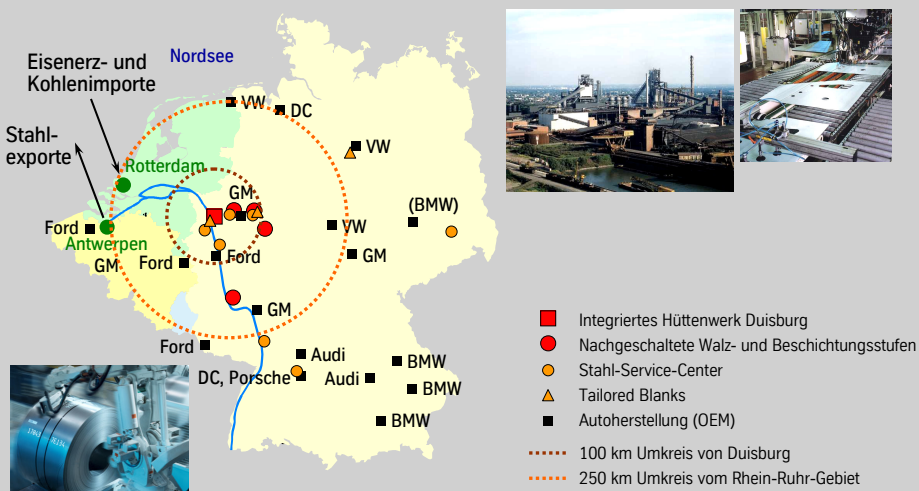 Nordsee
Eisenerz- und
Kohlenimporte
Stahl-
exporte
Rotterdam
Antwerpen
VW
DC
VW
GM
(BMW)
Ford
GM
Ford
Ford
VW
GM
GM
Ford
Audi
DC, Porsche
Audi
BMW
BMW
BMW
Integriertes Hüttenwerk Duisburg
Nachgeschaltete Walz- und Beschichtungsstufen
Stahl-Service-Center
Tailored Blanks
Autoherstellung (OEM)
100 km Umkreis von Duisburg
250 km Umkreis vom Rhein-Ruhr-Gebiet